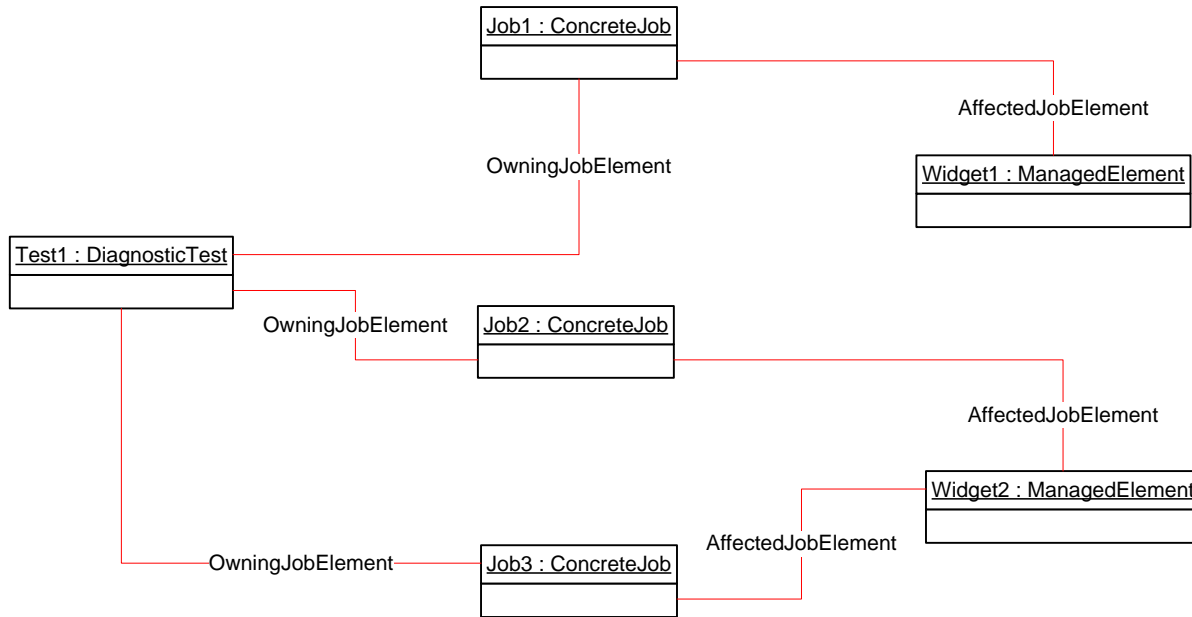 Job1 : ConcreteJob
AffectedJobElement
OwningJobElement
Widget1 : ManagedElement
Test1 : DiagnosticTest
OwningJobElement
Job2 : ConcreteJob
AffectedJobElement
Widget2 : ManagedElement
AffectedJobElement
OwningJobElement
Job3 : ConcreteJob